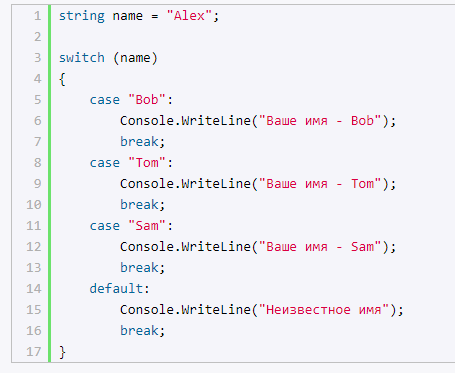 1 string name = "Alex";
2
3 switch (name)
4 {
5     case "Bob":
6         Console.WriteLine("Ваше имя - Bob");
7         break;
8     case "Tom":
9         Console.WriteLine("Ваше имя - Tom");
10         break;
11     case "Sam":
12         Console.WriteLine("Ваше имя - Sam");
13         break;
14     default:
15         Console.WriteLine("Неизвестное имя");
16         break;
17 }